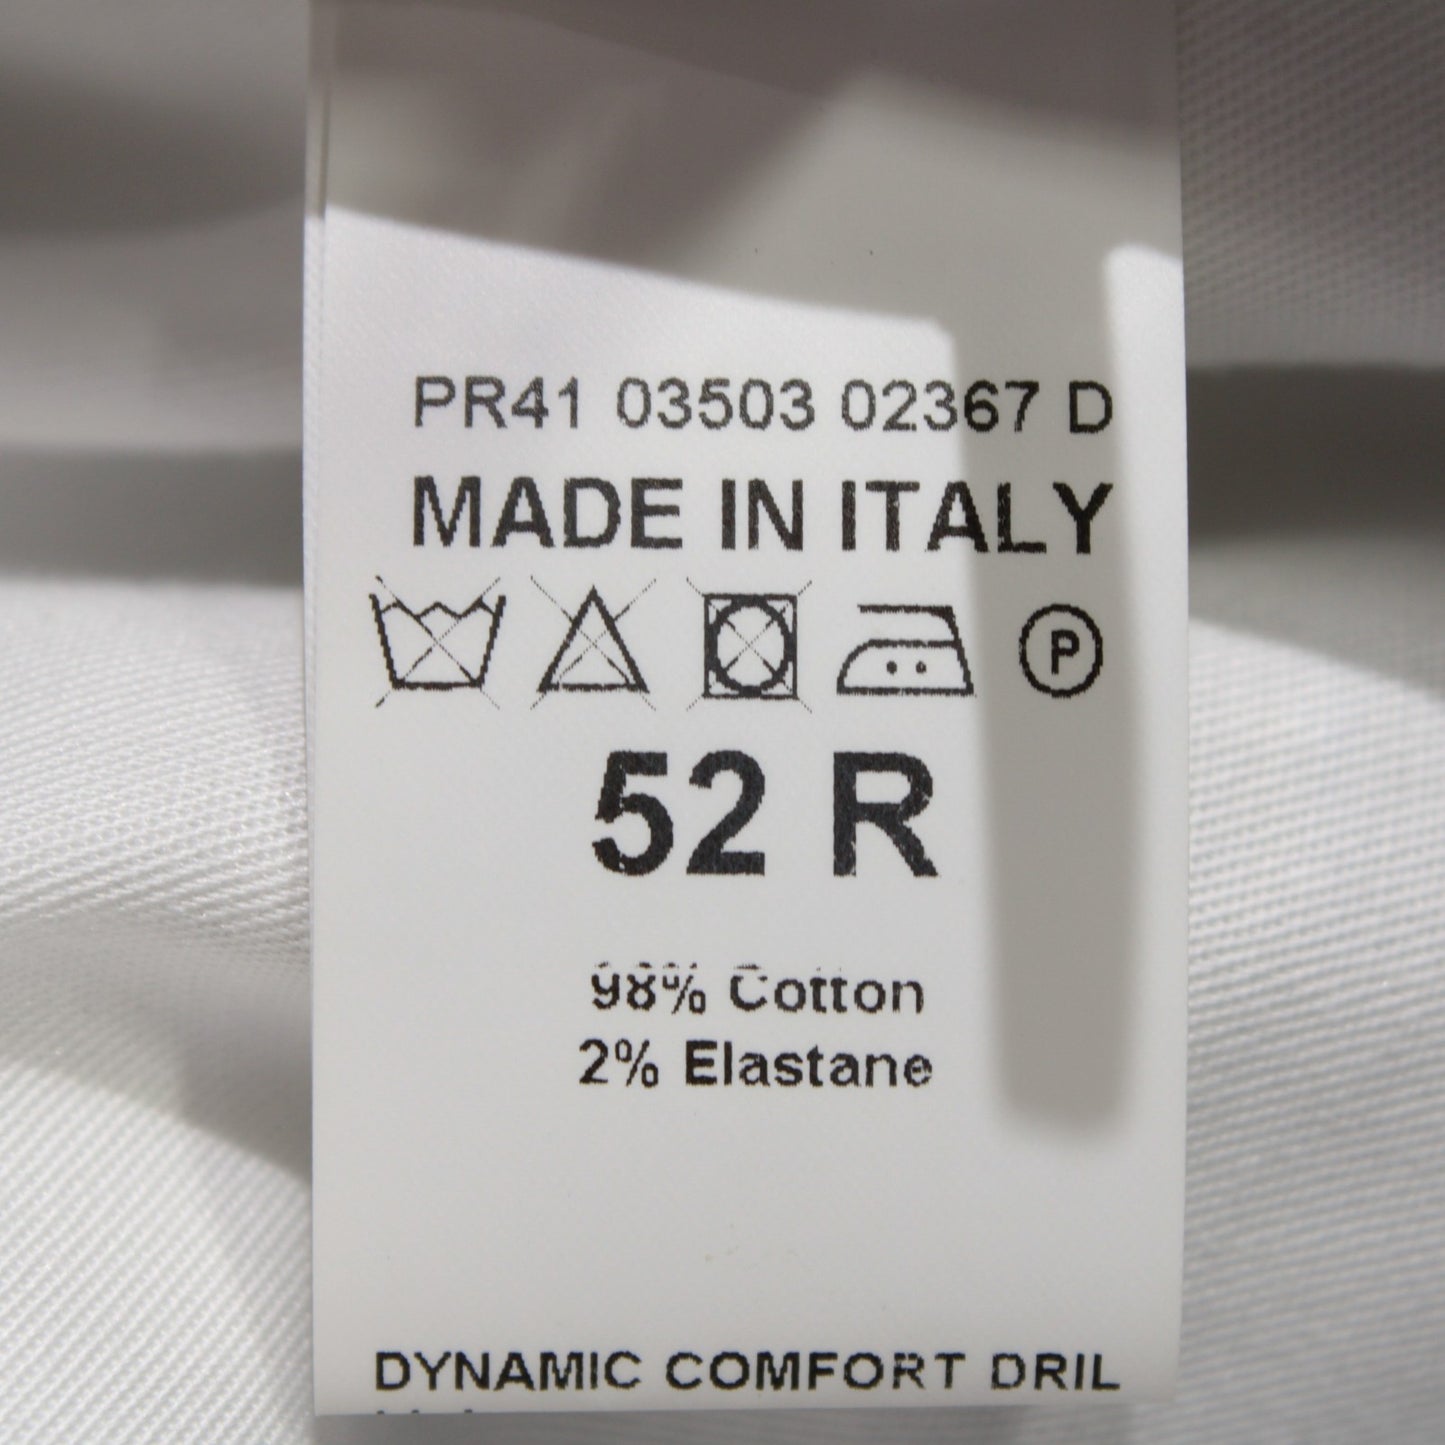 PR41 03503 02367 D
MADE IN ITALY
P
52 R
98% Cotton
2% Elastane
DYNAMIC COMFORT DRIL